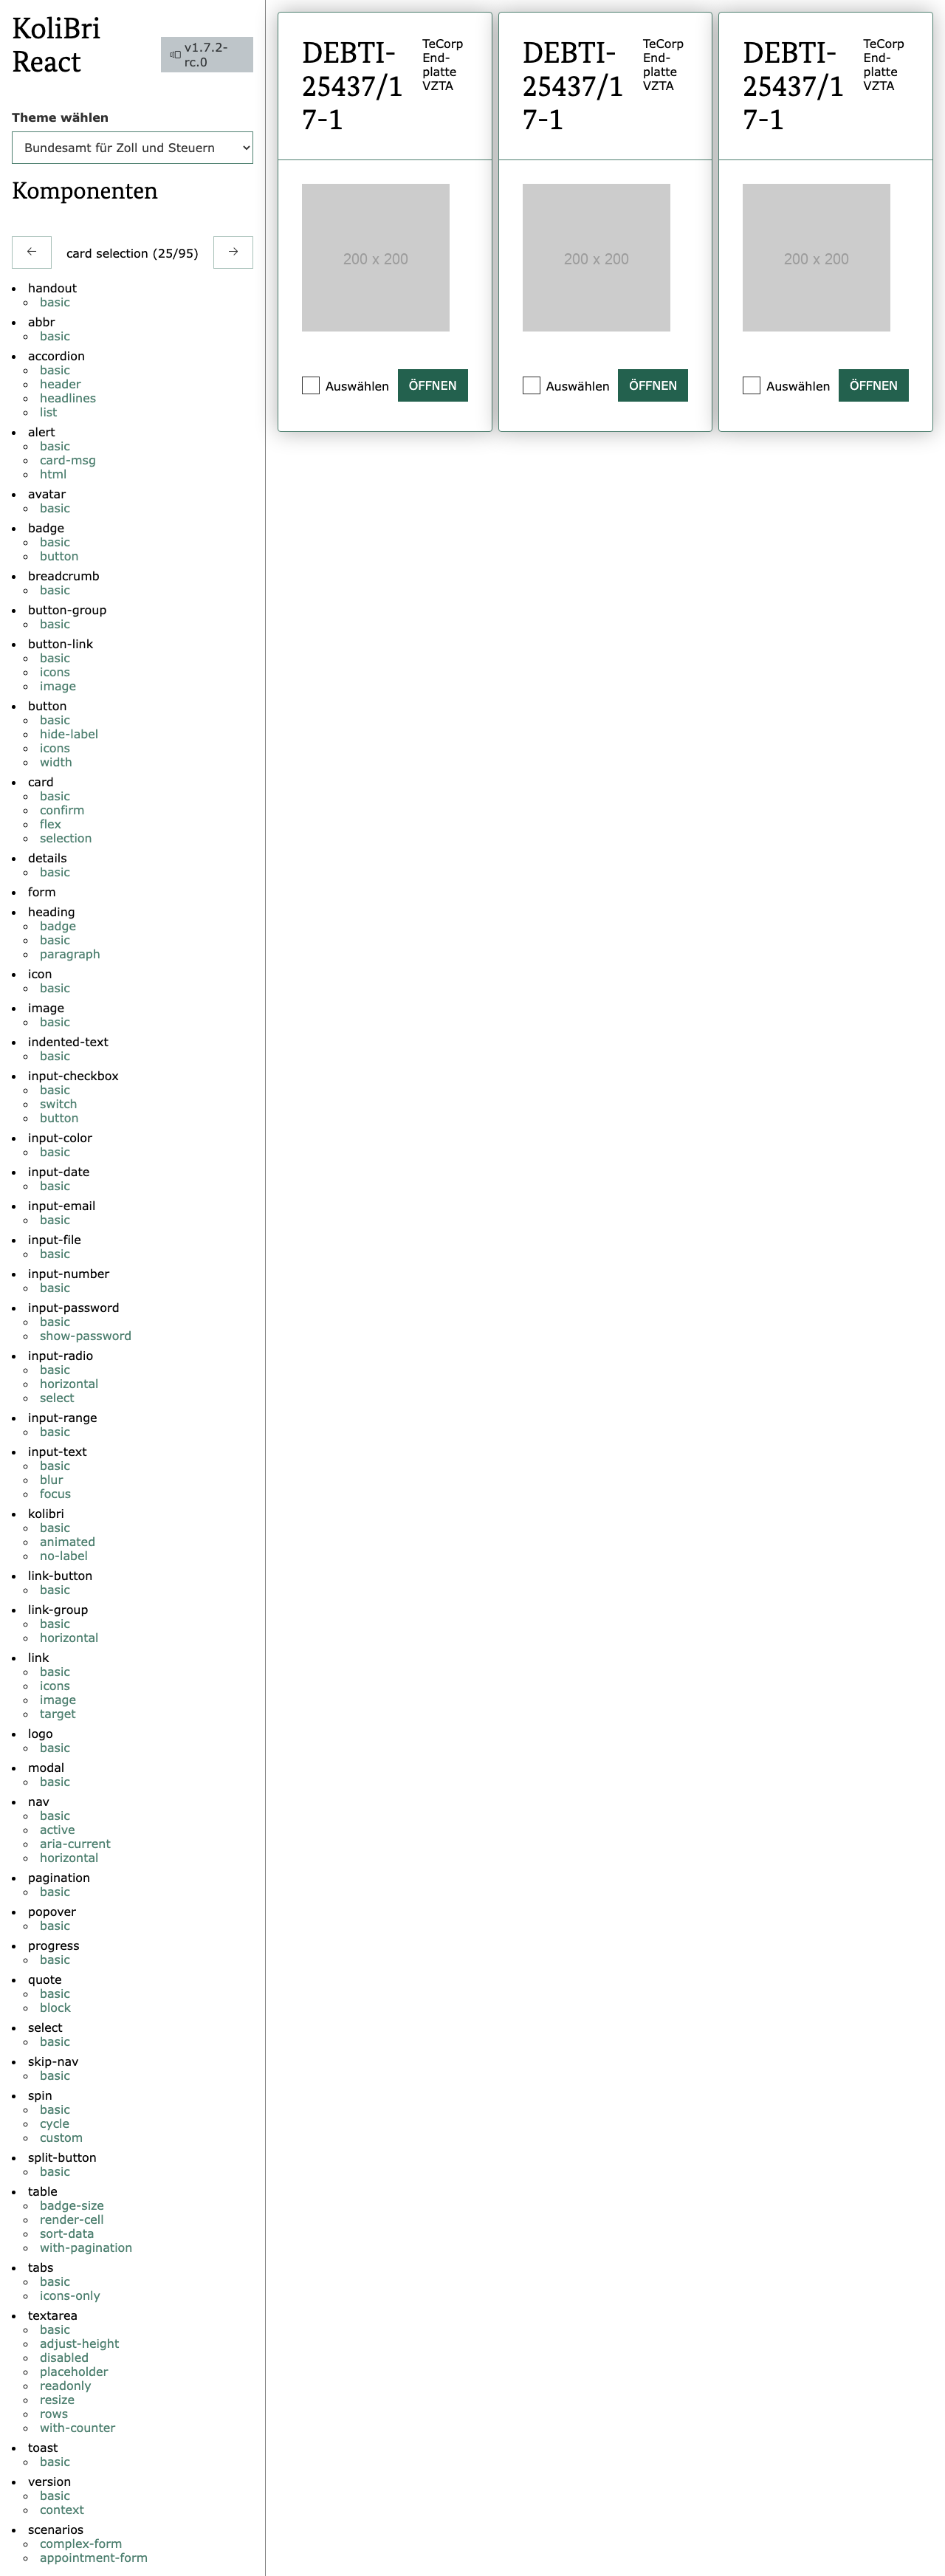 KoliBri
React
v1.7.2-
rc.0
Theme wählen
Bundesamt für Zoll und Steuern
Komponenten
← card selection (25/95) →
handout
basic
abbr
basic
accordion
basic
header
headlines
list
alert
basic
card-msg
html
avatar
basic
badge
basic
button
breadcrumb
basic
button-group
basic
button-link
basic
icons
image
button
basic
hide-label
icons
width
card
basic
confirm
flex
selection
details
basic
form
heading
badge
basic
paragraph
icon
basic
image
basic
indented-text
basic
input-checkbox
basic
switch
button
input-color
basic
input-date
basic
input-email
basic
input-file
basic
input-number
basic
input-password
basic
show-password
input-radio
basic
horizontal
select
input-range
basic
input-text
basic
blur
focus
kolibri
basic
animated
no-label
link-button
basic
link-group
basic
horizontal
link
basic
icons
image
target
logo
basic
modal
basic
nav
basic
active
aria-current
horizontal
pagination
basic
popover
basic
progress
basic
quote
basic
block
select
basic
skip-nav
basic
spin
basic
cycle
custom
split-button
basic
table
badge-size
render-cell
sort-data
with-pagination
tabs
basic
icons-only
textarea
basic
adjust-height
disabled
placeholder
readonly
resize
rows
with-counter
toast
basic
version
basic
context
scenarios
complex-form
appointment-form
DEBTI-
25437/1
7-1
TeCorp
End-
platte
VZTA
200 x 200
Auswählen ÖFFNEN
DEBTI-
25437/1
7-1
TeCorp
End-
platte
VZTA
200 x 200
Auswählen ÖFFNEN
DEBTI-
25437/1
7-1
TeCorp
End-
platte
VZTA
200 x 200
Auswählen ÖFFNEN